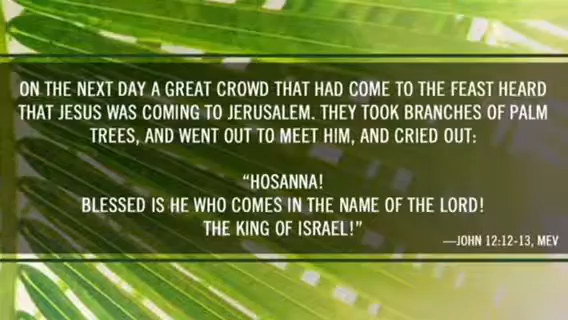 ON THE NEXT DAY A GREAT CROWD THAT HAD COME TO THE FEAST HEARD
THAT JESUS WAS COMING TO JERUSALEM. THEY TOOK BRANCHES OF PALM
TREES, AND WENT OUT TO MEET HIM, AND CRIED OUT:
“HOSANNA!
BLESSED IS HE WHO COMES IN THE NAME OF THE LORD!
THE KING OF ISRAEL!”
—JOHN 12:12-13, MEV